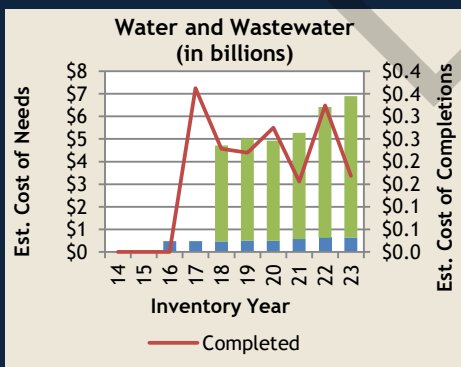 Water and Wastewater
(in billions)
Est. Cost of Needs
$8
$7
$6
$5
$4
$3
$2
$1
$0
$0.4
$0.4
$0.3
$0.3
$0.2
$0.2
$0.1
$0.1
$0.0
Est. Cost of Completions
14 15 16 17 18 19 20 21 22 23
Inventory Year
Completed